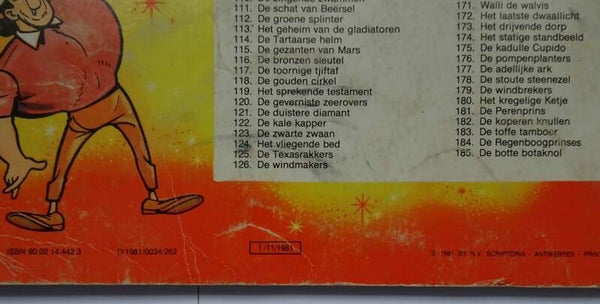 111. De schat van Beersel
112. De groene splinter
113. Het geheim van de gladiatoren
114. De Tartaarse helm
115. De gezanten van Mars
116. De bronzen sleutel
117. De toornige tjiftaf
118. De gouden cirkel
119. Het sprekende testament
120. De geverniste zeerovers
121. De duistere diamant
122. De kale kapper
123. De zwarte zwaan
124. Het vliegende bed
125. De Texasrakkers
126. De windmakers
171. Walli de walvis
172. Het laatste dwaallicht
173. Het drijvende dorp
174. Het statige standbeeld
175. De kadulle Cupido
176. De pompenplanters
177. De adellijke ark
178. De stoute steenezel
179. De windbrekers
180. Het kregelige Ketje
181. De Perenprins
182. De koperen knullen
183. De toffe tamboer
184. De Regenboogprinses
185. De botte botaknol
ISBN 90 02 14 442 3
D/1981/0034/262
1/11/1981
© 1981 BY N.V. SCRIPTORIA - ANTWERPEN -